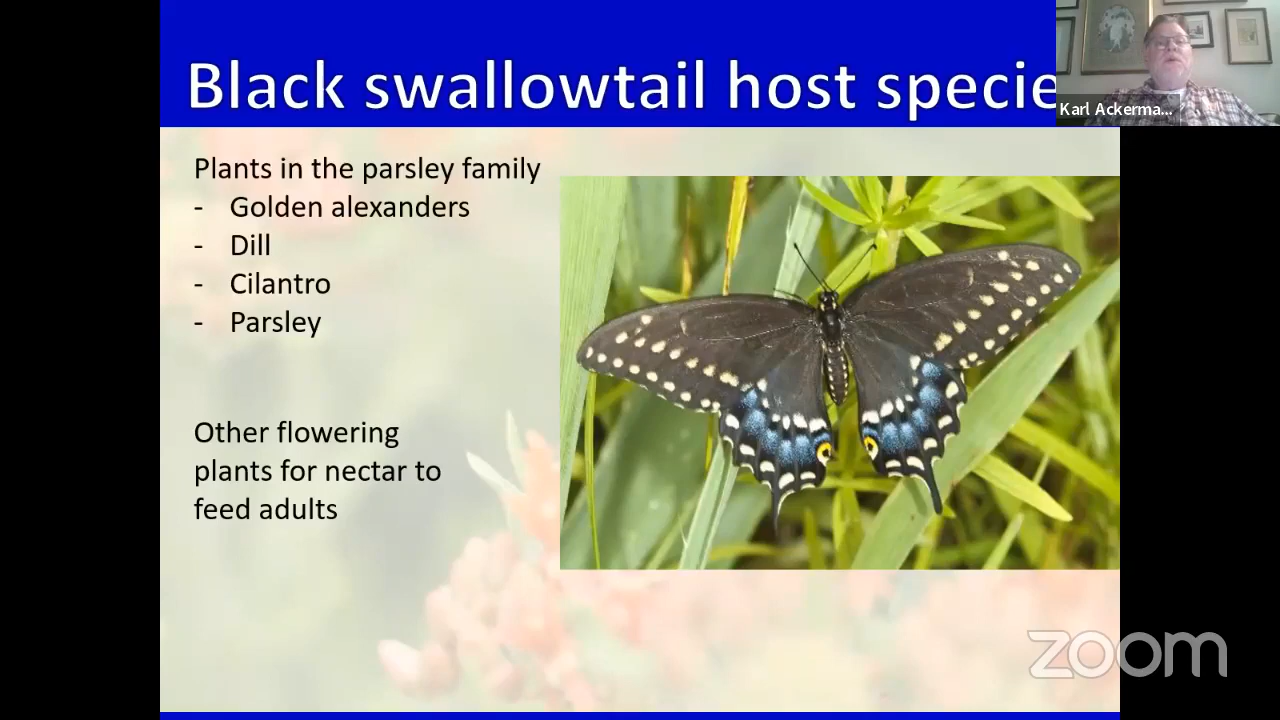 Black swallowtail host specie
Karl Ackerma...
Plants in the parsley family
- Golden alexanders
- Dill
- Cilantro
- Parsley
Other flowering
plants for nectar to
feed adults
zoom